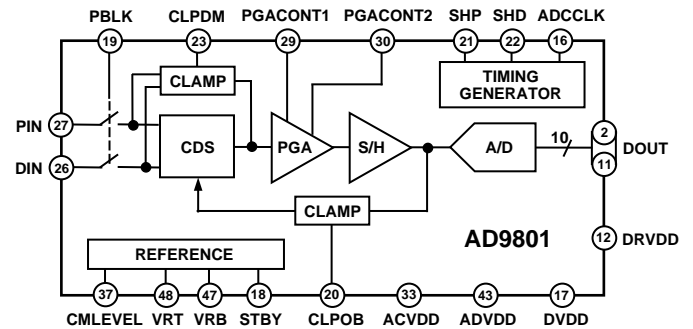 PBLK CLPDM PGACONT1 PGACONT2 SHP SHD ADCCLK
19 23 29 30 21 22 16
CLAMP
TIMING
GENERATOR
PIN 27
DIN 26
CDS
PGA
S/H
A/D
10
2
11
DOUT
CLAMP
AD9801
12 DRVDD
REFERENCE
37 48 47 18 20 33 43 17
CMLEVEL VRT VRB STBY CLPOB ACVDD ADVDD DVDD